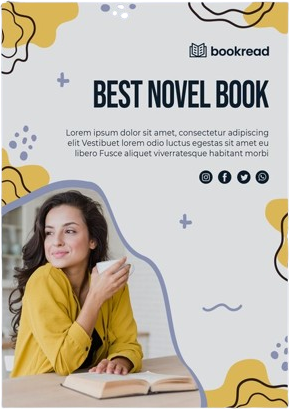 bookread
BEST NOVEL BOOK
Lorem ipsum dolor sit amet, consectetur adipiscing
elit Vestibuet lorem odio luctus egestas sit amet eu
libero Fusce aliquet viverratesque habitant morbi